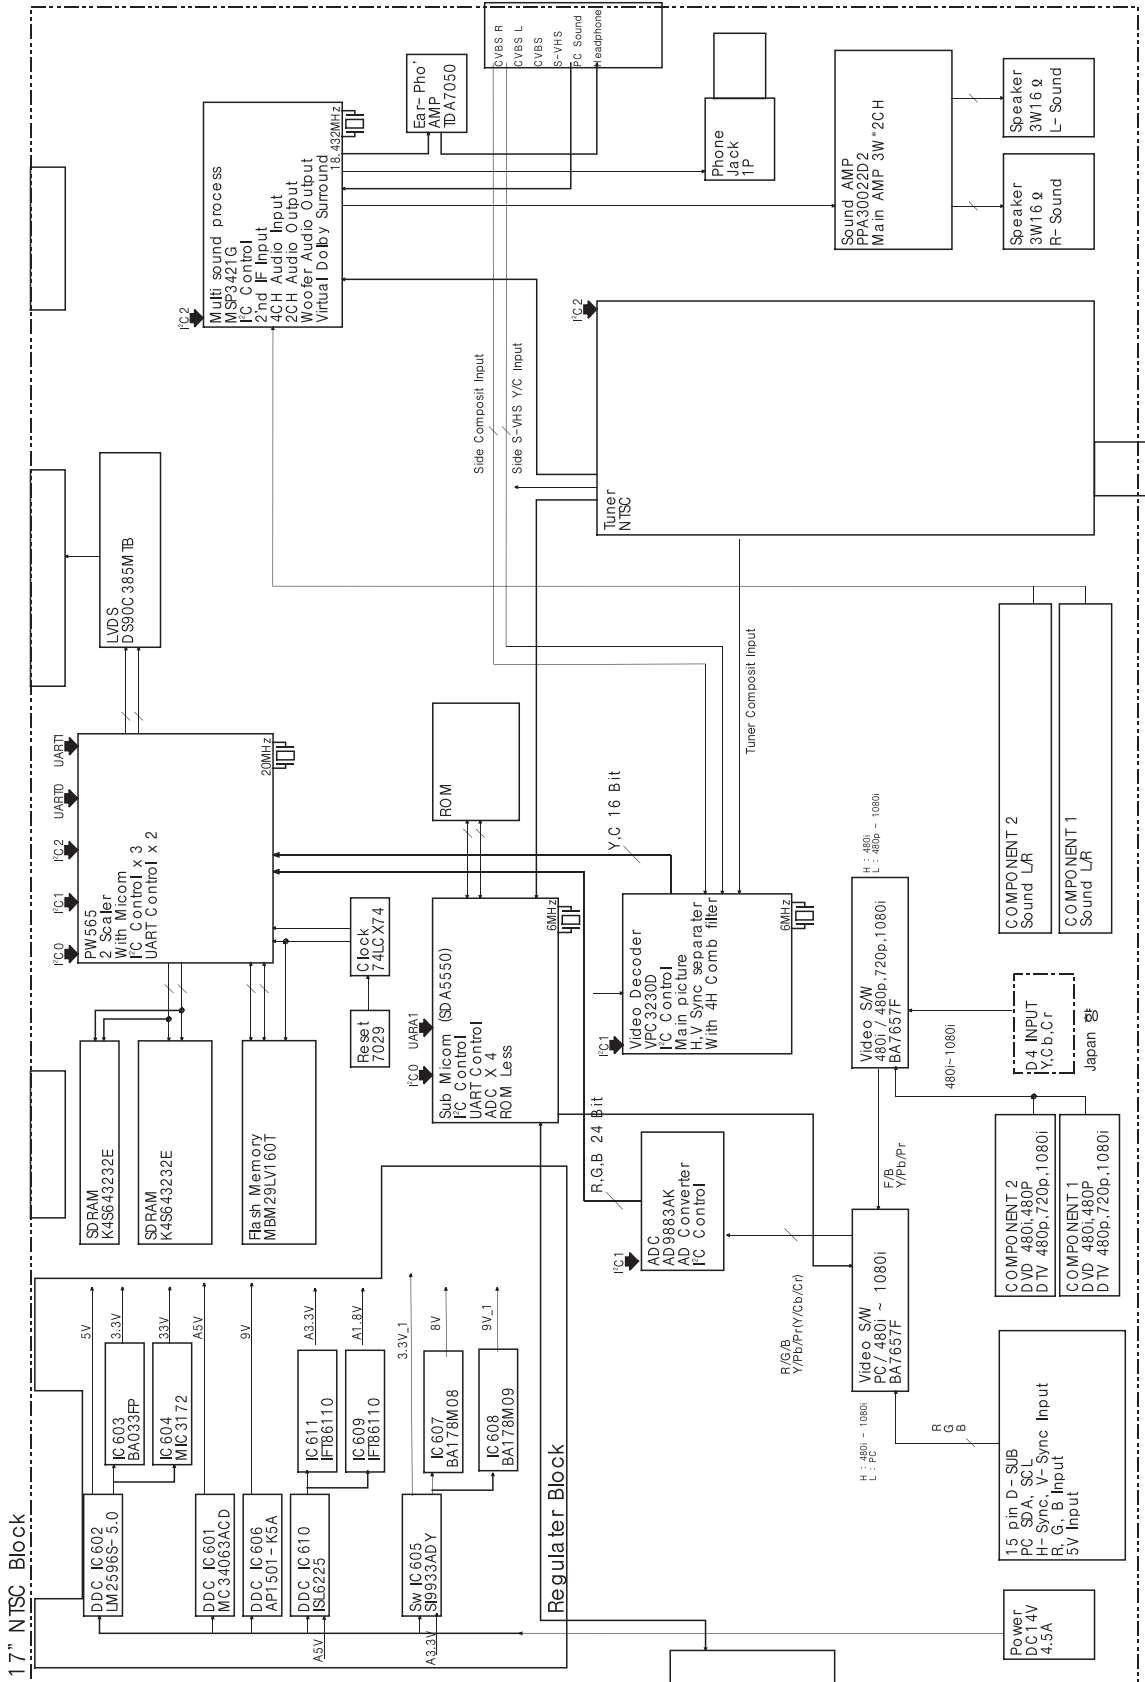 17" NTSC Block
DDC IC602
LM2596S-5.0
5V
IC603
BA033FP
3.3V
IC604
MIC3172
33V
DDC IC601
MC34063ACD
A5V
DDC IC606
AP1501-K5A
9V
DDC IC610
ISL6225
A5V
IC611
IFT86110
A3.3V
IC609
IFT86110
A1.8V
Sw IC605
SI9933ADY
A3.3V
3.3V_1
IC607
BA178M08
8V
IC608
BA178M09
9V_1
Regulater Block
SDRAM
K4S643232E
SDRAM
K4S643232E
Flash Memory
MBM29LV160T
I²C0
I²C1
I²C2
UART0
UART1
PW565
2 Scaler
With Micom
I²C Control x 3
UART Control x 2
20MHz
LVDS
DS90C385MTB
Reset
7029
Clock
74LCX74
I²C0
UARA1
Sub Micom (SDA5550)
I²C Control
UART Control
ADC X 4
ROM Less
6MHz
ROM
I²C2
Multi sound process
MSP3421G
I²C Control
2'nd IF Input
4CH Audio Input
2CH Audio Output
Woofer Audio Output
Virtual Dolby Surround
18.432MHz
Ear-Pho'
AMP
TDA7050
CVBS R
CVBS L
CVBS
S-VHS
PC Sound
Headphone
Side Composit Input
Side S-VHS Y/C Input
R,G,B 24 Bit
Y,C 16 Bit
I²C1
ADC
AD9883AK
AD Converter
I²C Control
I²C1
Video Decoder
VPC3230D
I²C Control
Main picture
H,V Sync separater
With 4H Comb filter
6MHz
Tuner Composit Input
I²C2
Tuner
NTSC
Phone
Jack
1P
Sound AMP
PPA30022D2
Main AMP 3W*2CH
Speaker
3W16Ω
L-Sound
Speaker
3W16Ω
R-Sound
R/G/B
Y/Pb/Pr(Y/Cb/Cr)
Video S/W
PC / 480i ~ 1080i
BA7657F
H : 480i ~ 1080i
L : PC
F/B
Y/Pb/Pr
Video S/W
480i / 480p,720p,1080i
BA7657F
H : 480i
L : 480p ~ 1080i
480i~1080i
R
G
B
Power
DC14V
4.5A
15 pin D-SUB
PC SDA, SCL
H-Sync, V-Sync Input
R, G, B Input
5V Input
COMPONENT 2
DVD 480i,480P
DTV 480p,720p,1080i
COMPONENT 1
DVD 480i,480P
DTV 480p,720p,1080i
D4 INPUT
Y,Cb,Cr
Japan
COMPONENT 2
Sound L/R
COMPONENT 1
Sound L/R